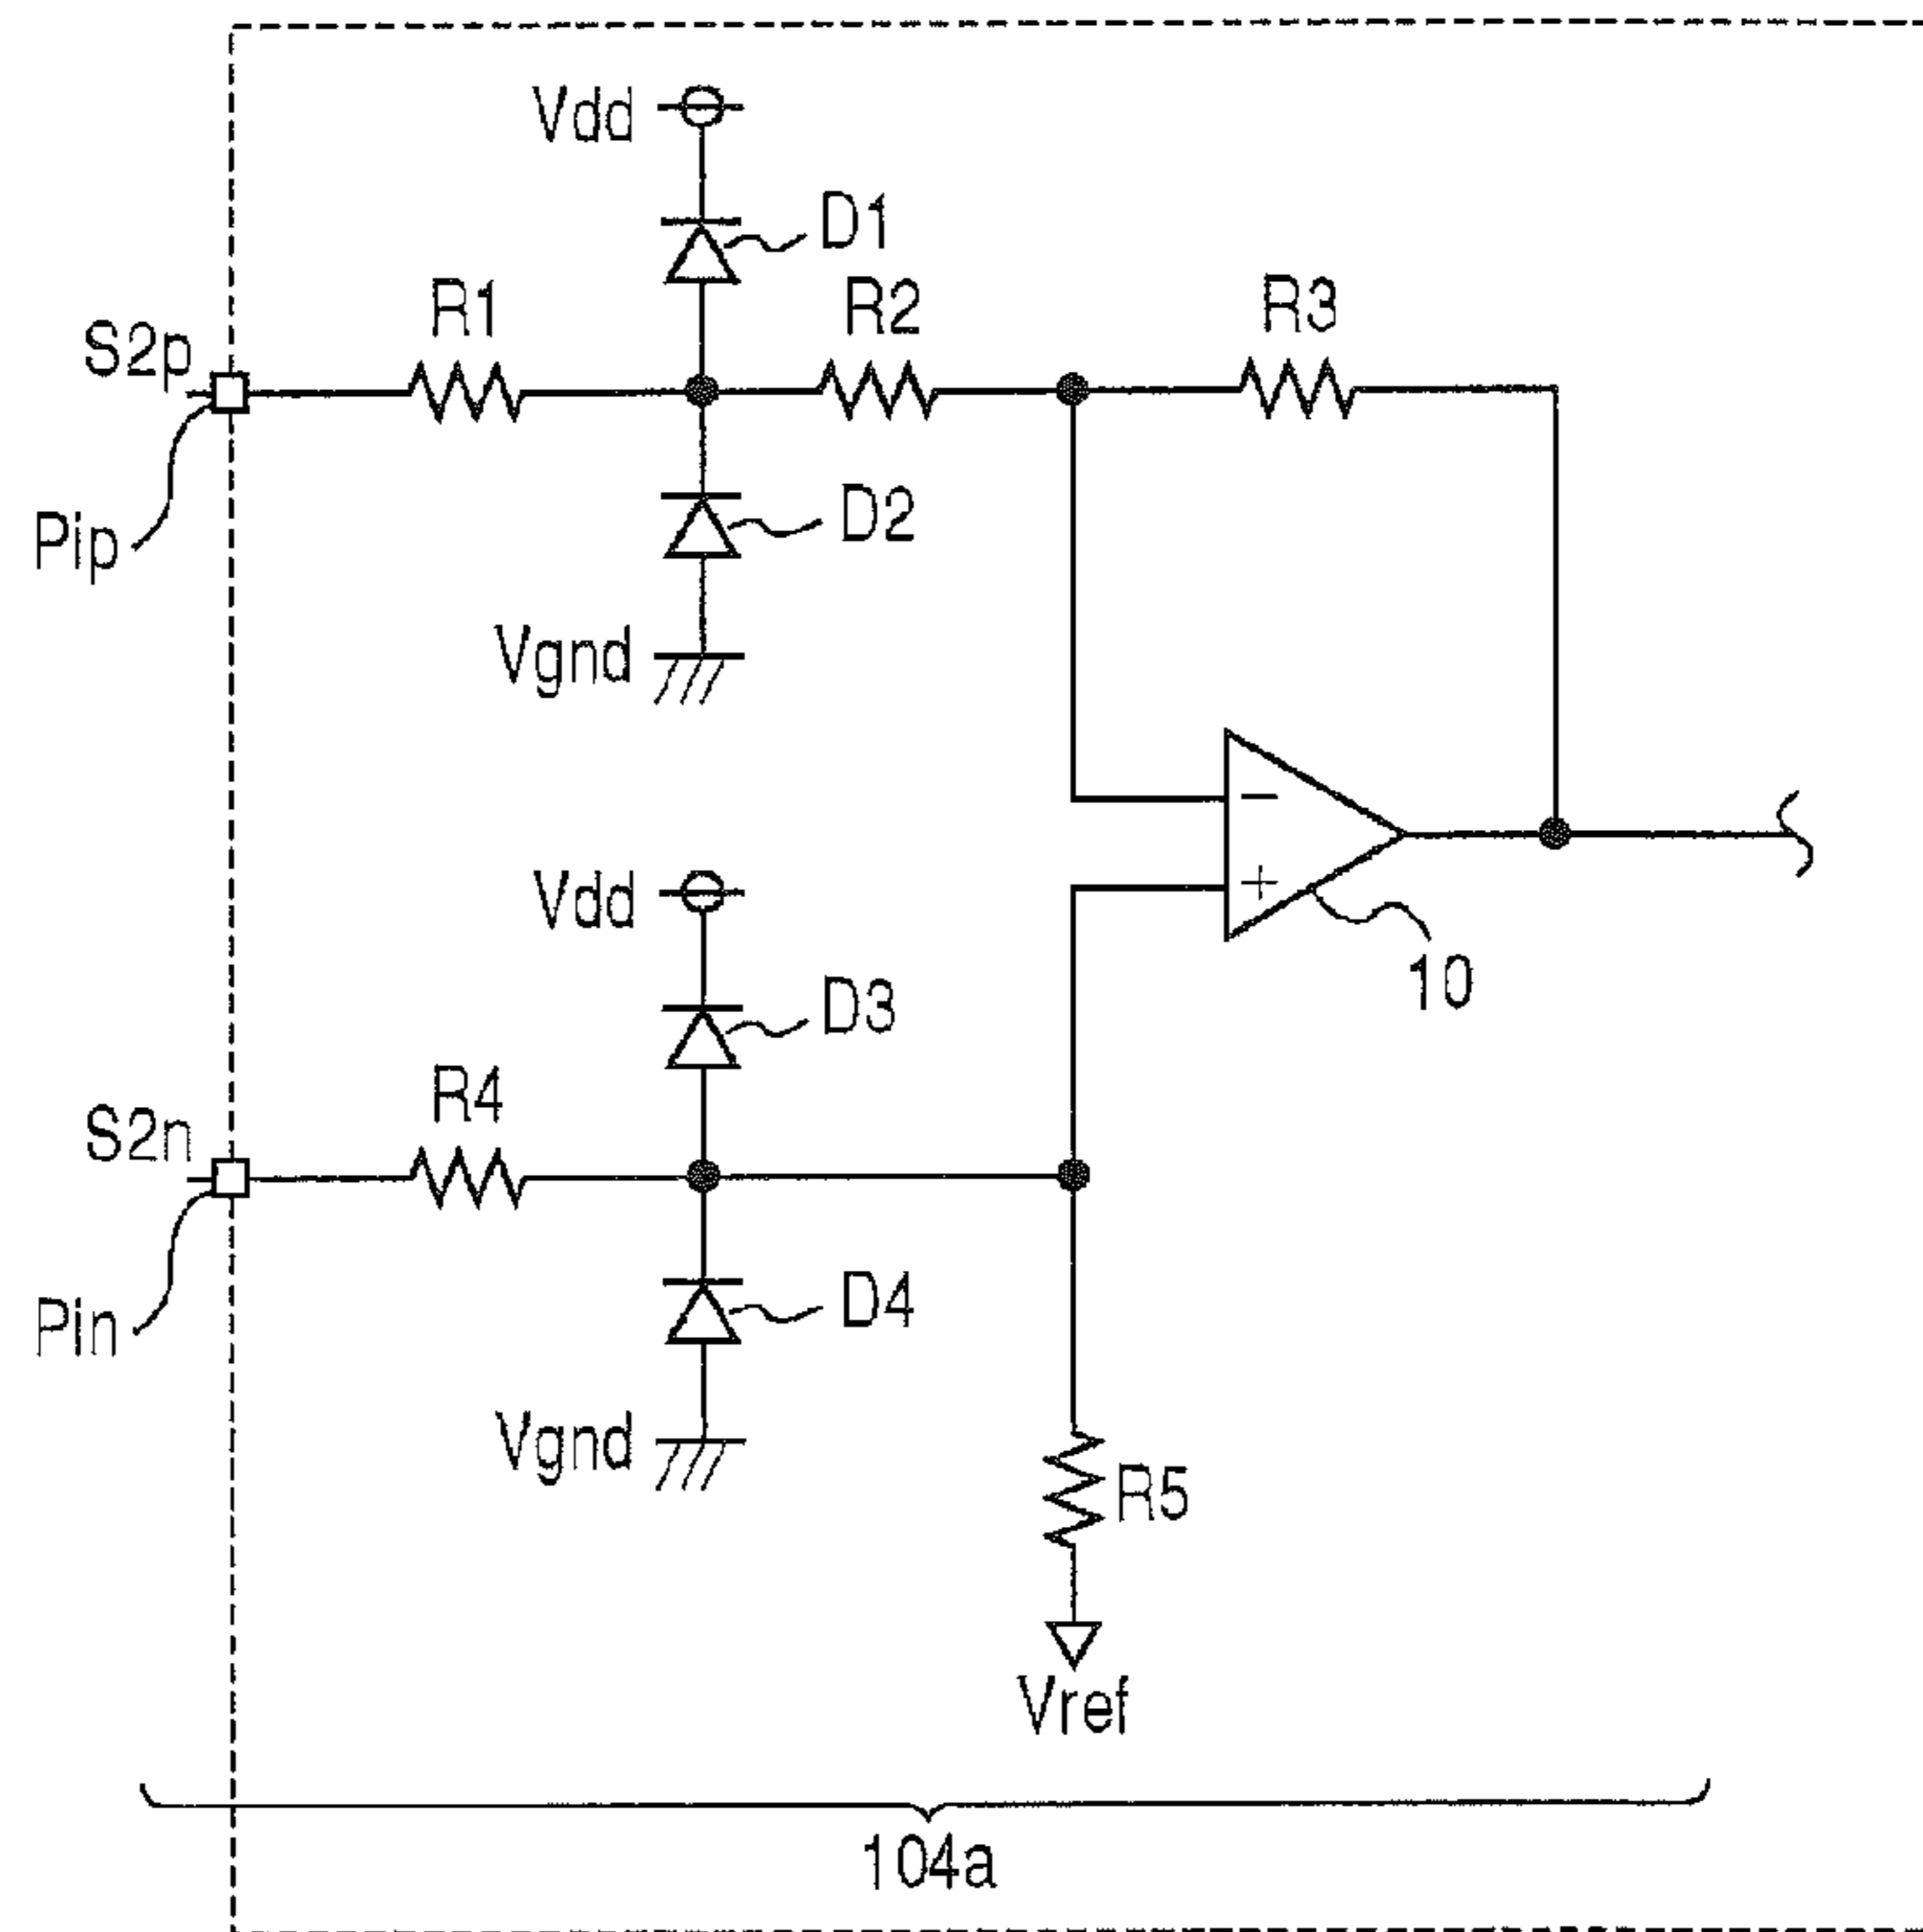 Vdd
D1
R1
R2
R3
S2p
D2
Pip
Vgnd
−
Vdd
+
10
D3
R4
S2n
D4
Pin
Vgnd
R5
Vref
104a